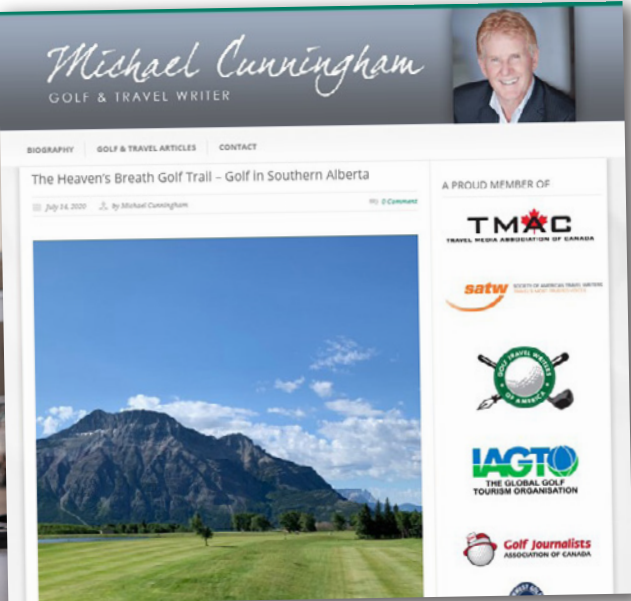 Michael Cunningham
GOLF & TRAVEL WRITER
BIOGRAPHY
GOLF & TRAVEL ARTICLES
CONTACT
The Heaven's Breath Golf Trail – Golf in Southern Alberta
July 14, 2020
by Michael Cunningham
0 Comment
A PROUD MEMBER OF
TMAC
TRAVEL MEDIA ASSOCIATION OF CANADA
satw
SOCIETY OF AMERICAN TRAVEL WRITERS
GOLF TRAVEL WRITERS
OF AMERICA
IAGTO
THE GLOBAL GOLF
TOURISM ORGANISATION
Golf Journalists
ASSOCIATION OF CANADA